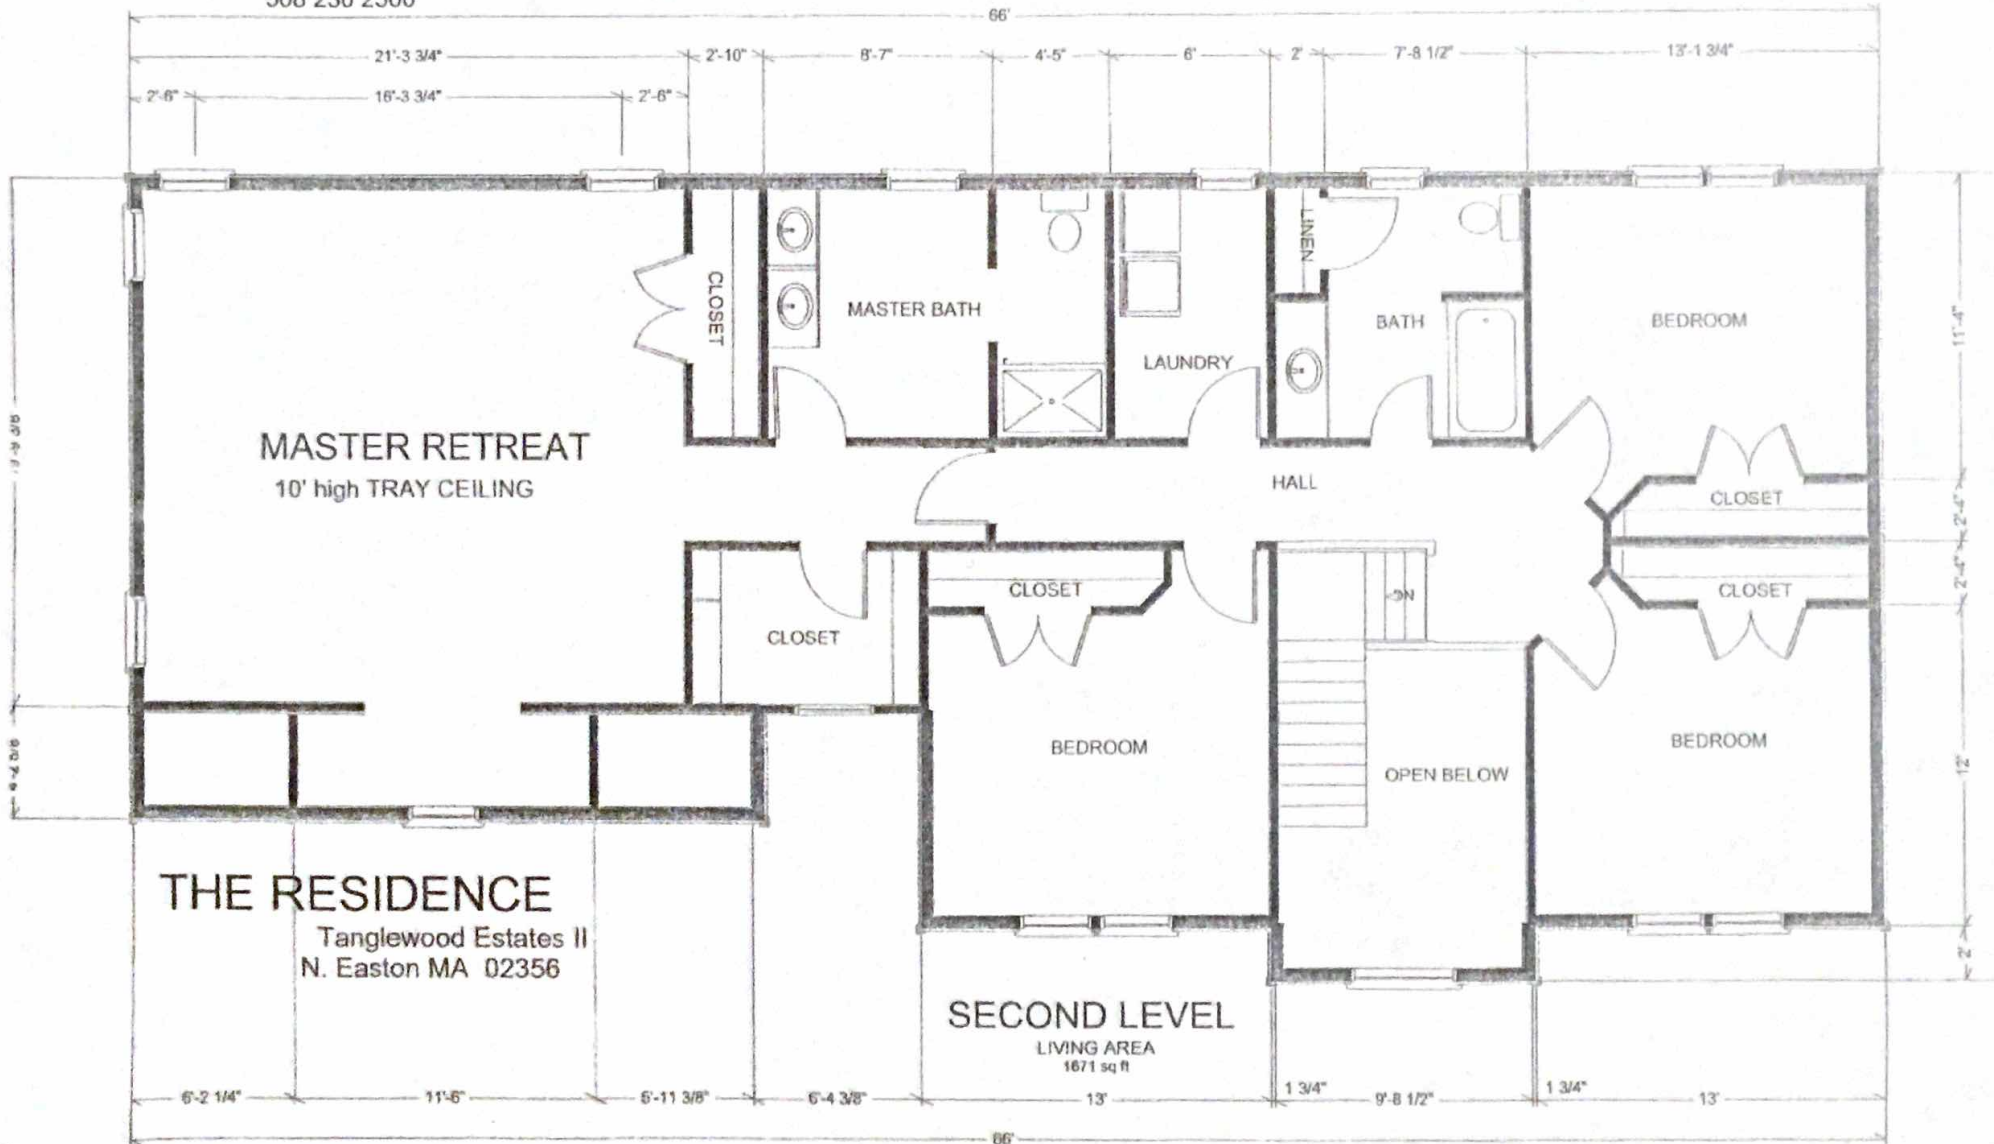 66'
21'-3 3/4"
2'-10"
8'-7"
4'-5"
6'
2'
7'-8 1/2"
13'-1 3/4"
2'-6"
16'-3 3/4"
2'-6"
CLOSET
MASTER BATH
LAUNDRY
LINEN
BATH
BEDROOM
11'-4"
MASTER RETREAT
10' high TRAY CEILING
HALL
CLOSET
2'-4"
CLOSET
2'-4"
CLOSET
CLOSET
DN
BEDROOM
OPEN BELOW
BEDROOM
12'
2'
THE RESIDENCE
Tanglewood Estates II
N. Easton MA 02356
SECOND LEVEL
LIVING AREA
1671 sq ft
6'-2 1/4"
11'-6"
5'-11 3/8"
6'-4 3/8"
13'
1 3/4"
9'-8 1/2"
1 3/4"
13'
66'